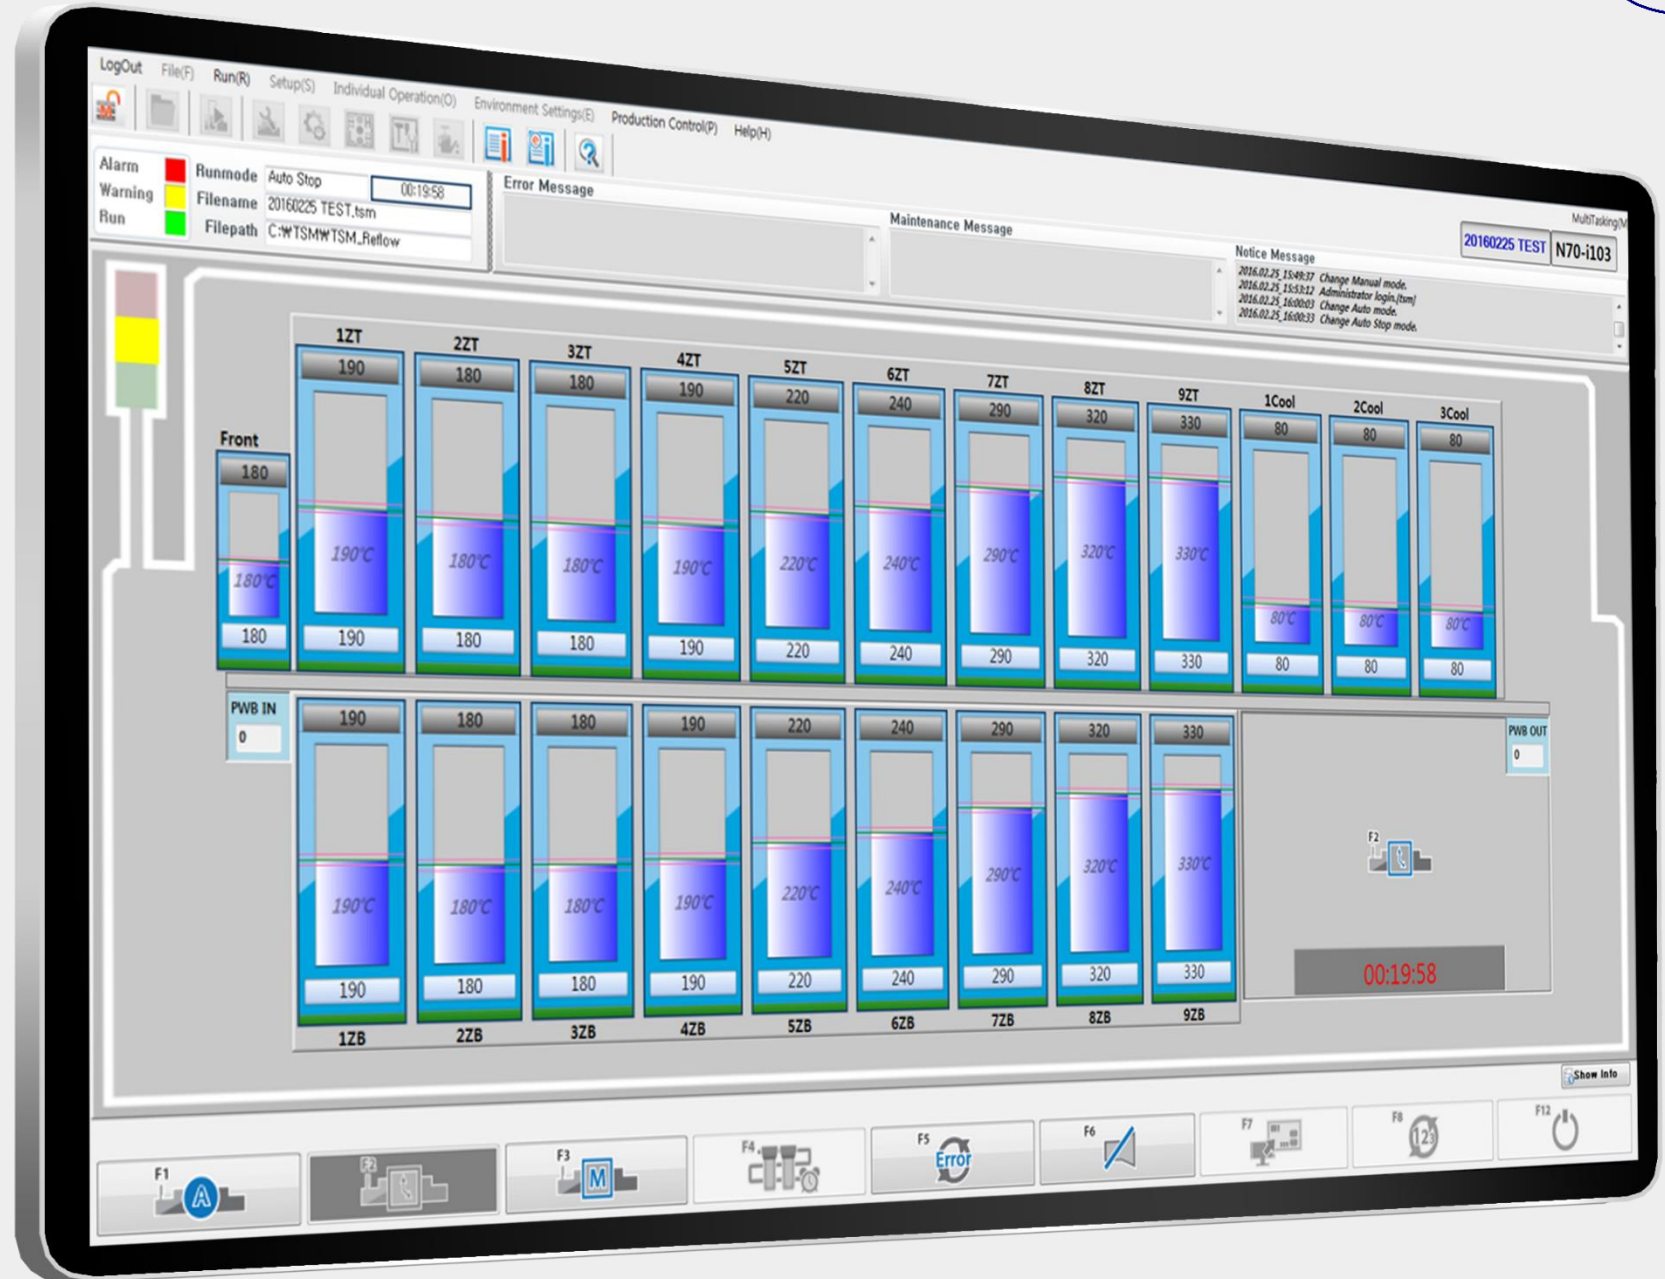 LogOut File(F) Run(R) Setup(S) Individual Operation(O) Environment Settings(E) Production Control(P) Help(H)
MultiTasking(M
Alarm
Warning
Run
Runmode Auto Stop 00:19:58
Filename 20160225 TEST.tsm
Filepath C:₩TSM₩TSM_Reflow
Error Message
Maintenance Message
Notice Message
2016.02.25_15:49:37 Change Manual mode.
2016.02.25_15:53:12 Administrator login.[tsm]
2016.02.25_16:00:03 Change Auto mode.
2016.02.25_16:00:33 Change Auto Stop mode.
20160225 TEST N70-i103
Front 1ZT 2ZT 3ZT 4ZT 5ZT 6ZT 7ZT 8ZT 9ZT 1Cool 2Cool 3Cool
180 190 180 180 190 220 240 290 320 330 80 80 80
180℃ 190℃ 180℃ 180℃ 190℃ 220℃ 240℃ 290℃ 320℃ 330℃ 80℃ 80℃ 80℃
180 190 180 180 190 220 240 290 320 330 80 80 80
PWB IN
0
190 180 180 190 220 240 290 320 330
190℃ 180℃ 180℃ 190℃ 220℃ 240℃ 290℃ 320℃ 330℃
190 180 180 190 220 240 290 320 330
1ZB 2ZB 3ZB 4ZB 5ZB 6ZB 7ZB 8ZB 9ZB
PWB OUT
0
F2
00:19:58
Show Info
F1 A
F2
F3 M
F4
F5 Error
F6
F7
F8 123
F12